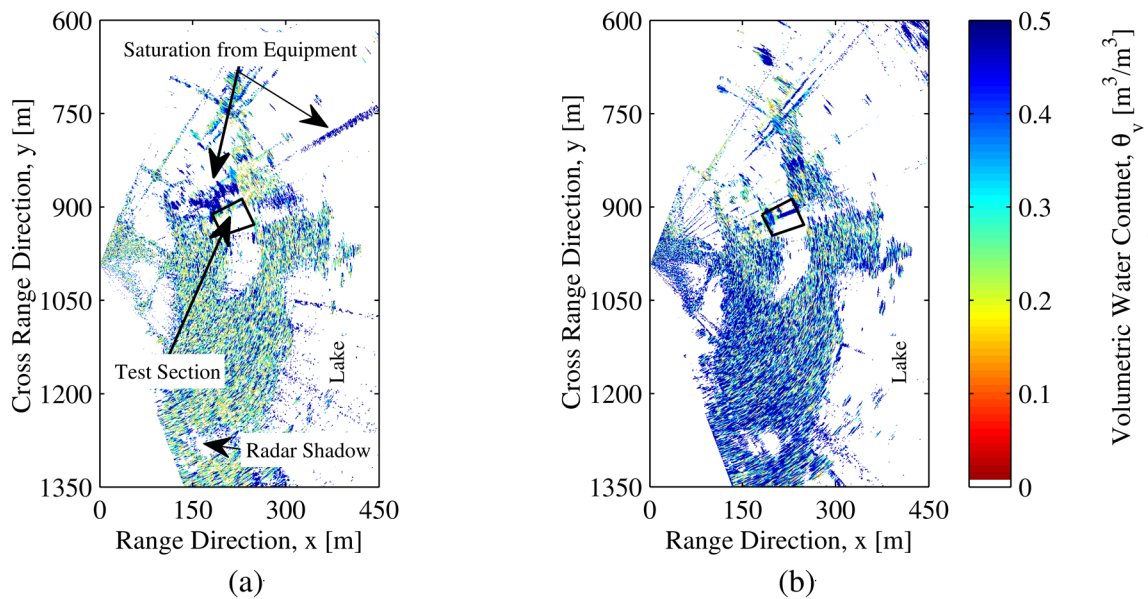 600
750
900
1050
1200
1350
Cross Range Direction, y [m]
Saturation from Equipment
Test Section
Lake
Radar Shadow
0
150
300
450
Range Direction, x [m]
(a)
600
750
900
1050
1200
1350
Cross Range Direction, y [m]
Lake
0
150
300
450
Range Direction, x [m]
(b)
0.5
0.4
0.3
0.2
0.1
0
Volumetric Water Contnet, θv [m³/m³]